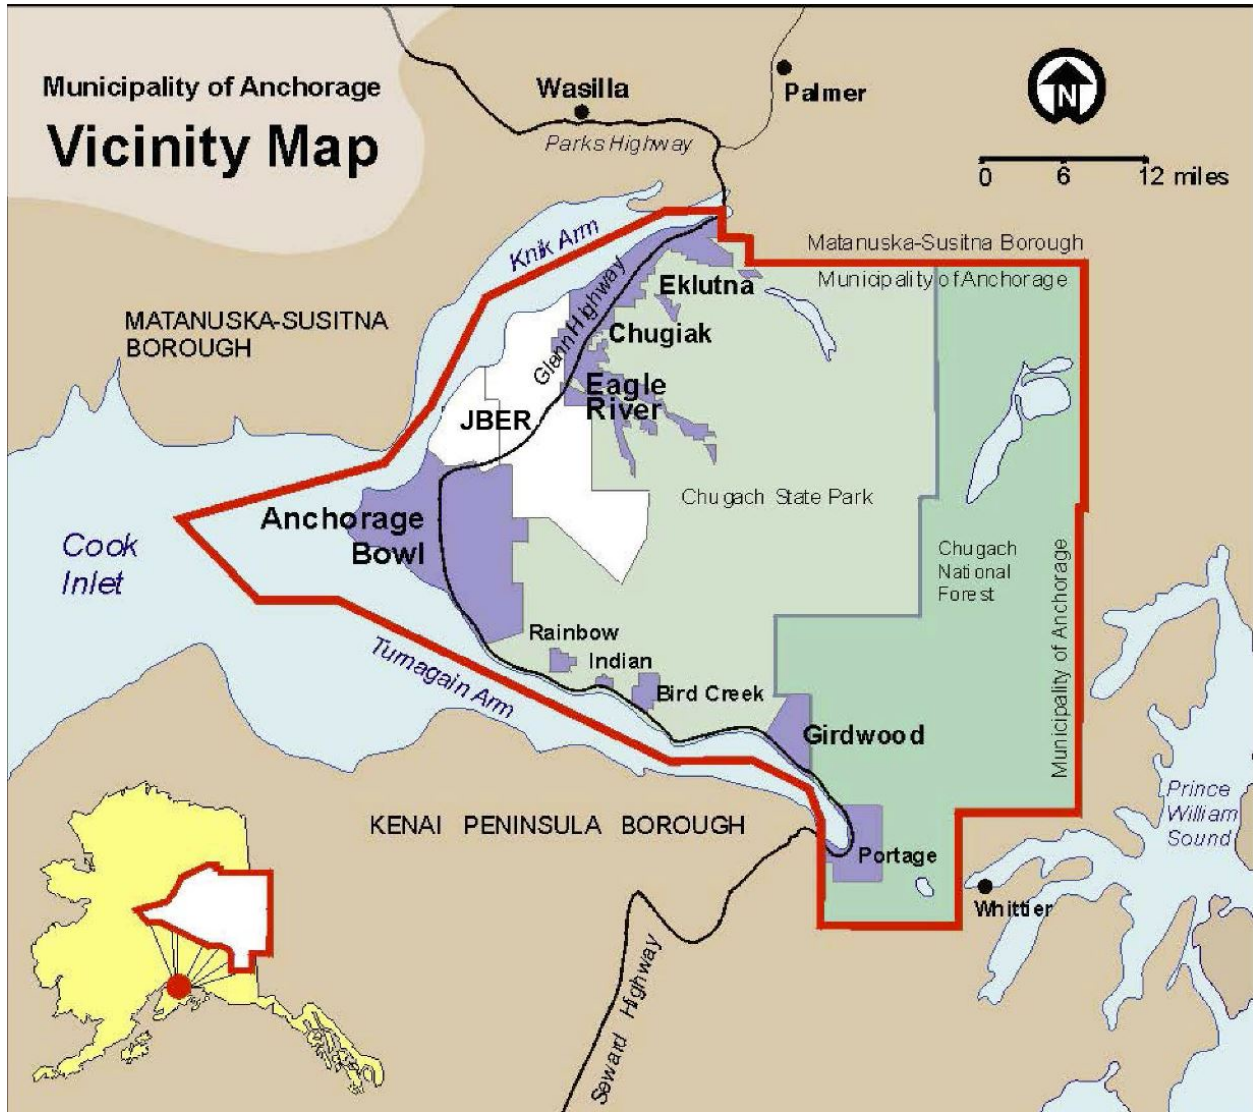 Municipality of Anchorage
Vicinity Map
Wasilla
Palmer
Parks Highway
N
0 6 12 miles
Knik Arm
Matanuska-Susitna Borough
Municipality of Anchorage
MATANUSKA-SUSITNA
BOROUGH
Glenn Highway
Eklutna
Chugiak
Eagle
River
JBER
Chugach State Park
Anchorage
Bowl
Cook
Inlet
Chugach
National
Forest
Municipality of Anchorage
Rainbow
Indian
Bird Creek
Turnagain Arm
Girdwood
Prince
William
Sound
KENAI PENINSULA BOROUGH
Portage
Whittier
Seward Highway